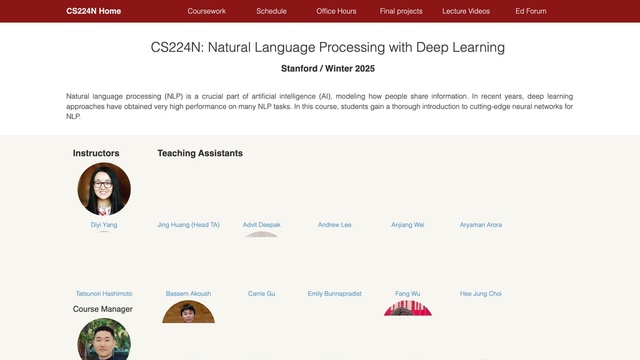 CS224N Home Coursework Schedule Office Hours Final projects Lecture Videos Ed Forum
CS224N: Natural Language Processing with Deep Learning
Stanford / Winter 2025
Natural language processing (NLP) is a crucial part of artificial intelligence (AI), modeling how people share information. In recent years, deep learning
approaches have obtained very high performance on many NLP tasks. In this course, students gain a thorough introduction to cutting-edge neural networks for
NLP.
Instructors Teaching Assistants
Diyi Yang Jing Huang (Head TA) Advit Deepak Andrew Lee Anjiang Wei Aryaman Arora
Tatsunori Hashimoto Bassem Akoush Carrie Gu Emily Bunnapradist Fang Wu Hee Jung Choi
Course Manager